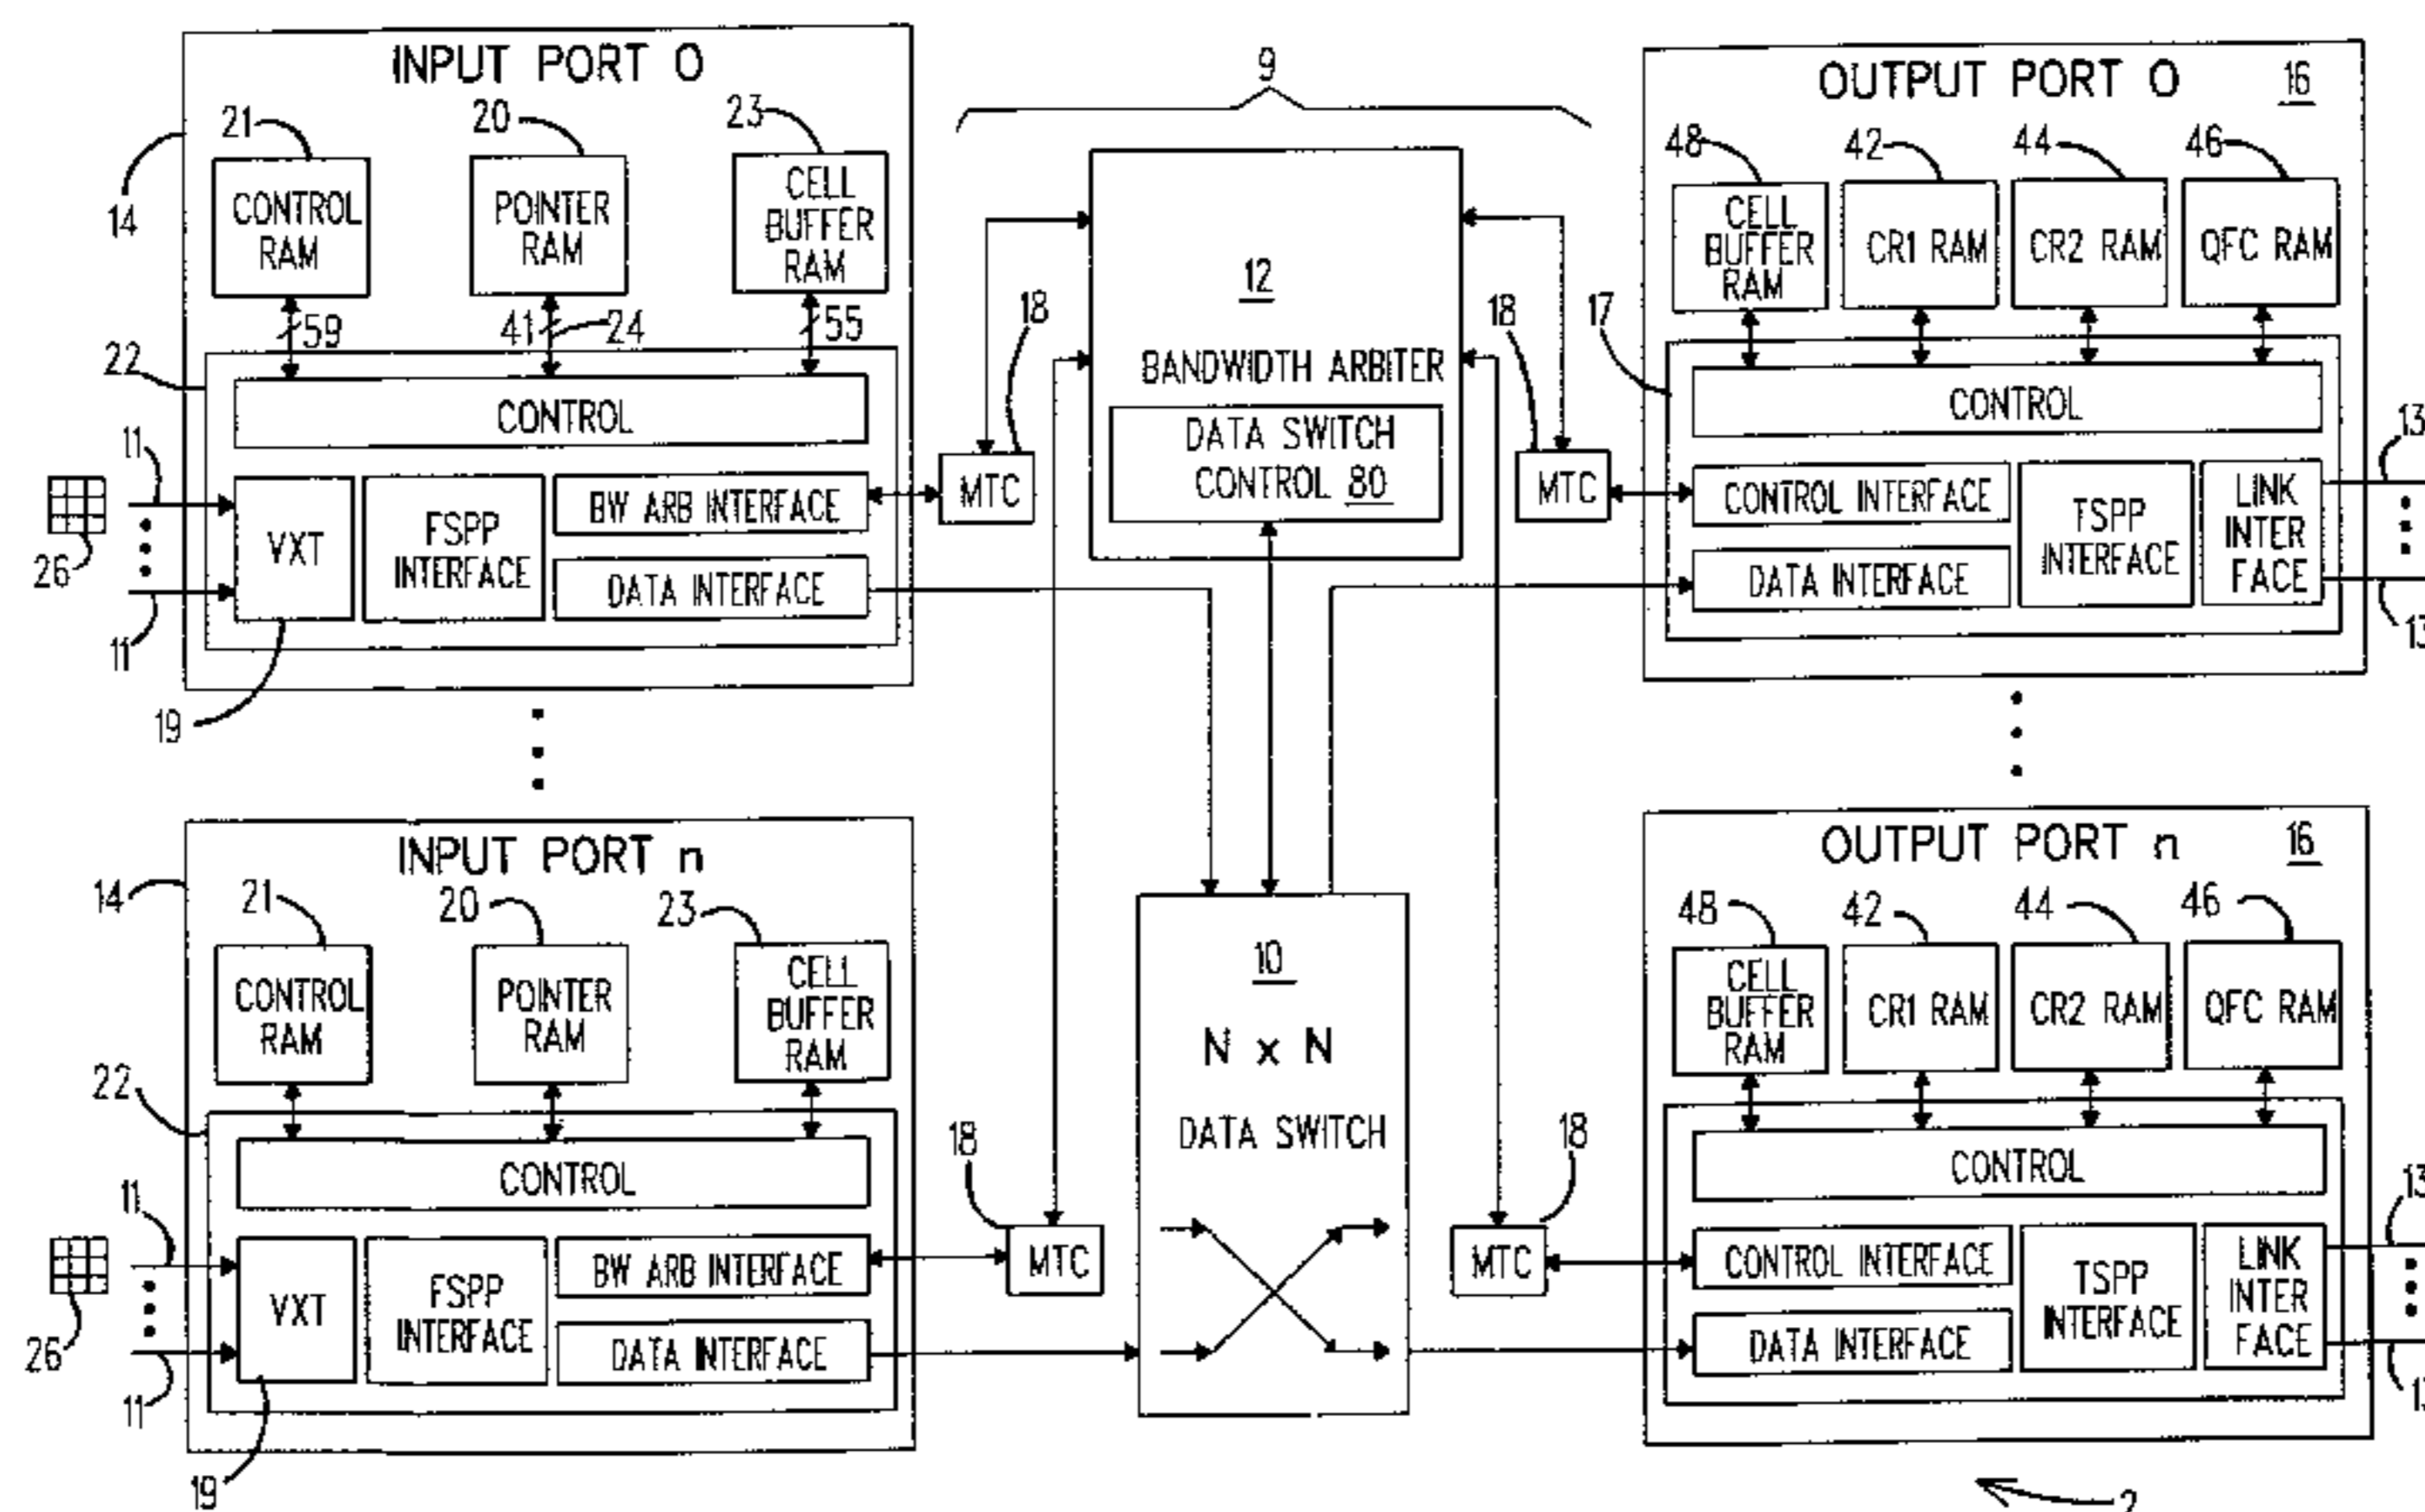 INPUT PORT 0
21
20
23
14
CONTROL
RAM
POINTER
RAM
CELL
BUFFER
RAM
59
41
24
55
22
CONTROL
11
26
11
VXT
FSPP
INTERFACE
BW ARB INTERFACE
DATA INTERFACE
19
9
12
BANDWIDTH ARBITER
DATA SWITCH
CONTROL 80
18
MTC
18
MTC
OUTPUT PORT 0
16
48
42
44
46
CELL
BUFFER
RAM
CR1 RAM
CR2 RAM
QFC RAM
17
CONTROL
CONTROL INTERFACE
DATA INTERFACE
TSPP
INTERFACE
LINK
INTER
FACE
13
13
INPUT PORT n
14
21
20
23
CONTROL
RAM
POINTER
RAM
CELL
BUFFER
RAM
22
CONTROL
11
26
11
VXT
FSPP
INTERFACE
BW ARB INTERFACE
DATA INTERFACE
19
18
MTC
10
N x N
DATA SWITCH
18
MTC
OUTPUT PORT n
16
48
42
44
46
CELL
BUFFER
RAM
CR1 RAM
CR2 RAM
QFC RAM
CONTROL
CONTROL INTERFACE
DATA INTERFACE
TSPP
INTERFACE
LINK
INTER
FACE
13
13
2